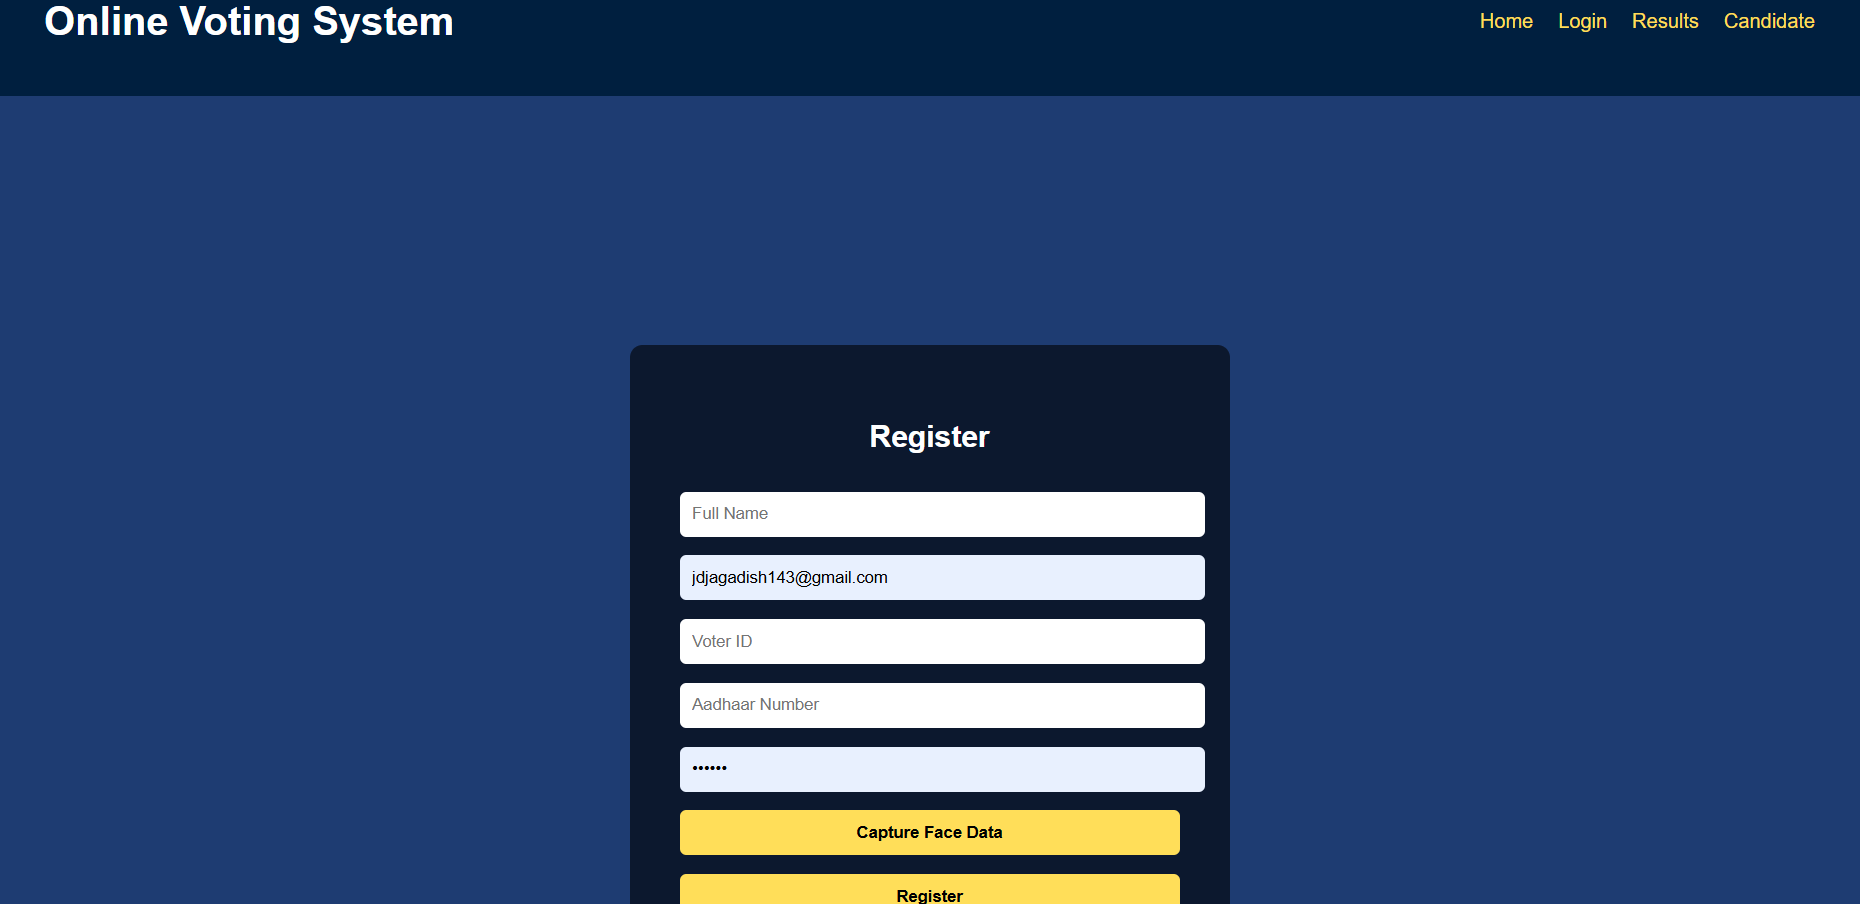 Online Voting System
Home Login Results Candidate
Register
Full Name
jdjagadish143@gmail.com
Voter ID
Aadhaar Number
••••••
Capture Face Data
Register